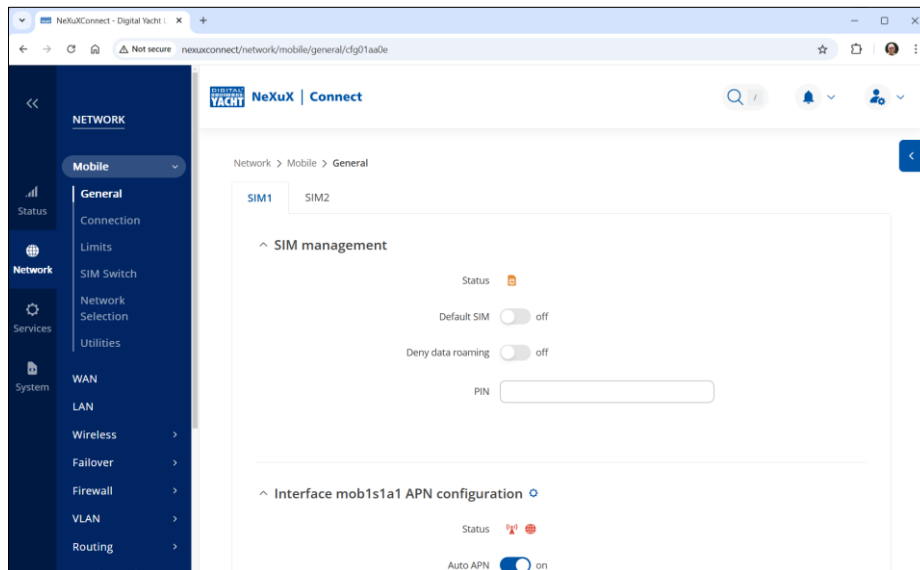 NeXuXConnect - Digital Yacht L
Not secure nexuxconnect/network/mobile/general/cfg01aa0e
DIGITAL YACHT NeXuX | Connect
/
NETWORK
Mobile
General
Connection
Limits
SIM Switch
Network
Selection
Utilities
WAN
LAN
Wireless
Failover
Firewall
VLAN
Routing
Status
Network
Services
System
Network > Mobile > General
SIM1 SIM2
SIM management
Status
Default SIM off
Deny data roaming off
PIN
Interface mob1s1a1 APN configuration
Status
Auto APN on